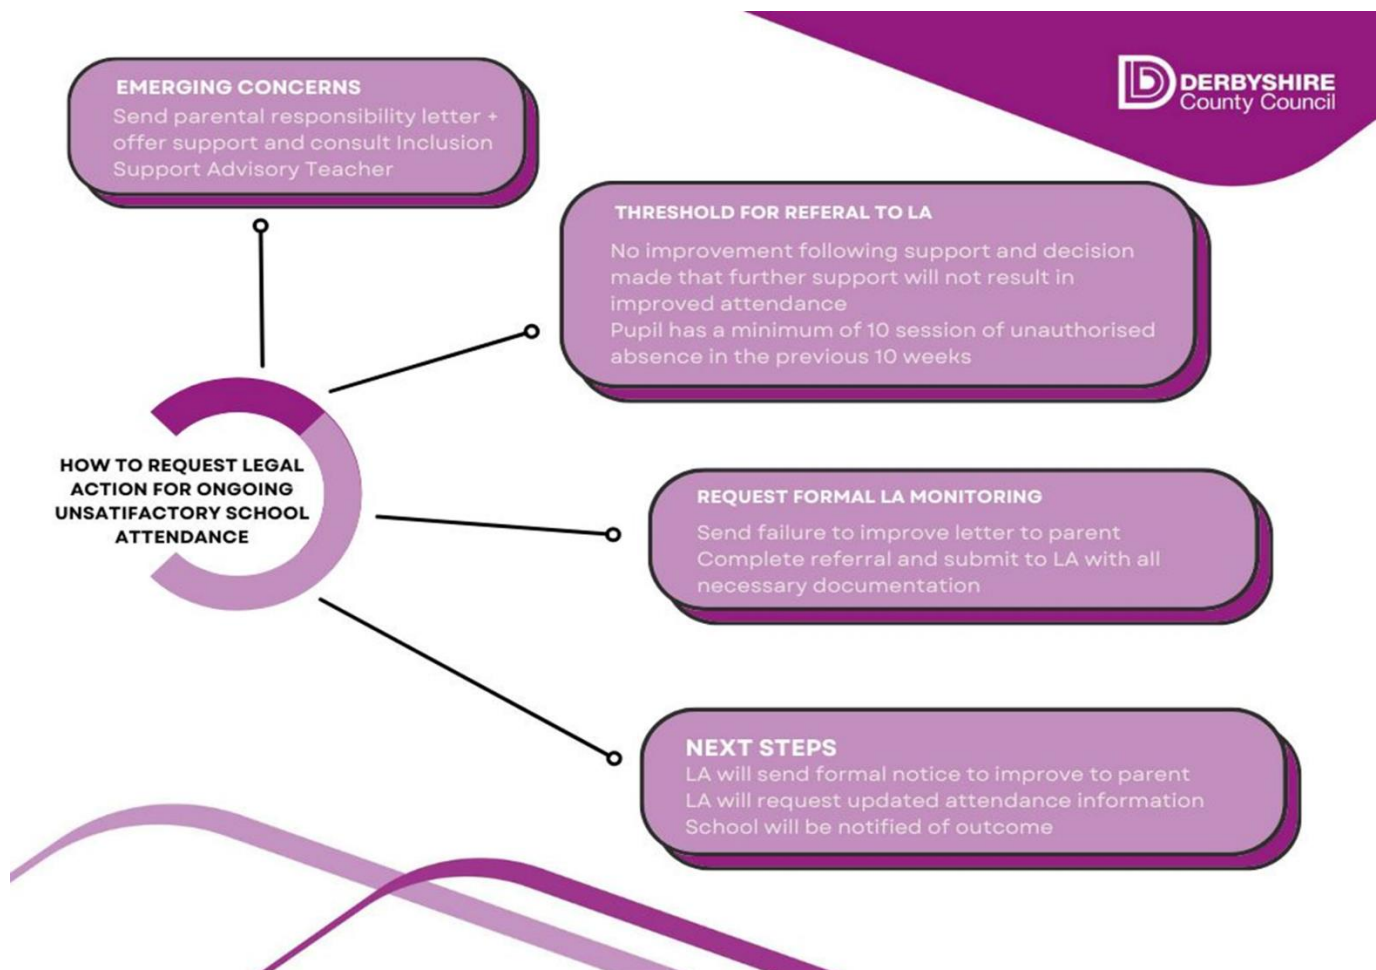 DERBYSHIRE
County Council
EMERGING CONCERNS
Send parental responsibility letter +
offer support and consult Inclusion
Support Advisory Teacher
THRESHOLD FOR REFERAL TO LA
No improvement following support and decision
made that further support will not result in
improved attendance
Pupil has a minimum of 10 session of unauthorised
absence in the previous 10 weeks
HOW TO REQUEST LEGAL
ACTION FOR ONGOING
UNSATIFACTORY SCHOOL
ATTENDANCE
REQUEST FORMAL LA MONITORING
Send failure to improve letter to parent
Complete referral and submit to LA with all
necessary documentation
NEXT STEPS
LA will send formal notice to improve to parent
LA will request updated attendance information
School will be notified of outcome